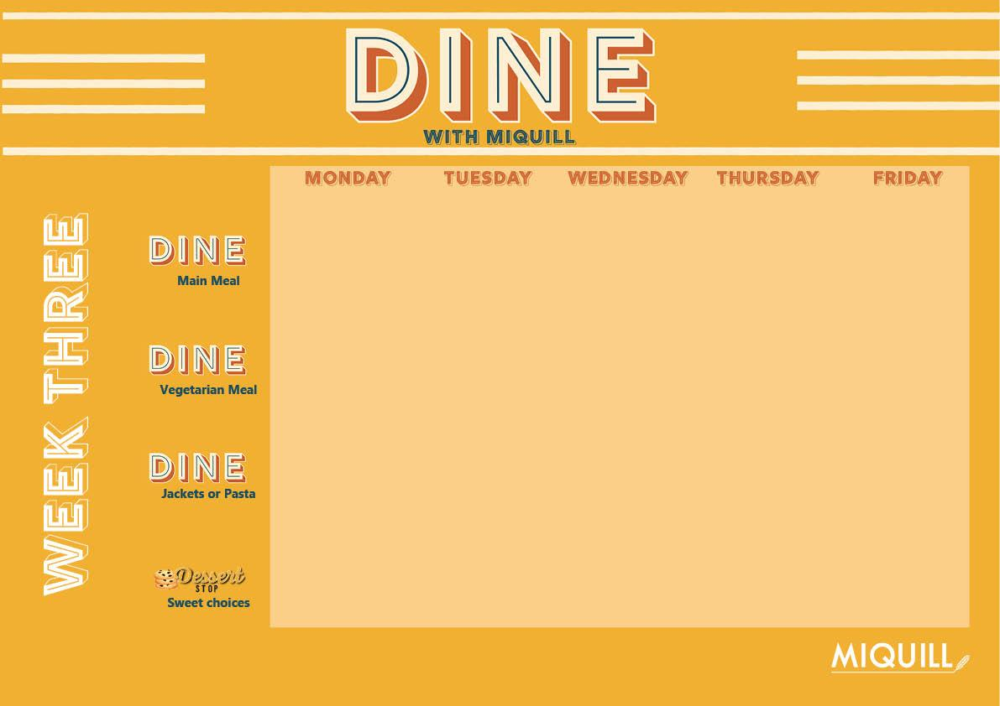 DINE
WITH MIQUILL
MONDAY TUESDAY WEDNESDAY THURSDAY FRIDAY
WEEK THREE
DINE
Main Meal
DINE
Vegetarian Meal
DINE
Jackets or Pasta
Dessert
STOP
Sweet choices
MIQUILL